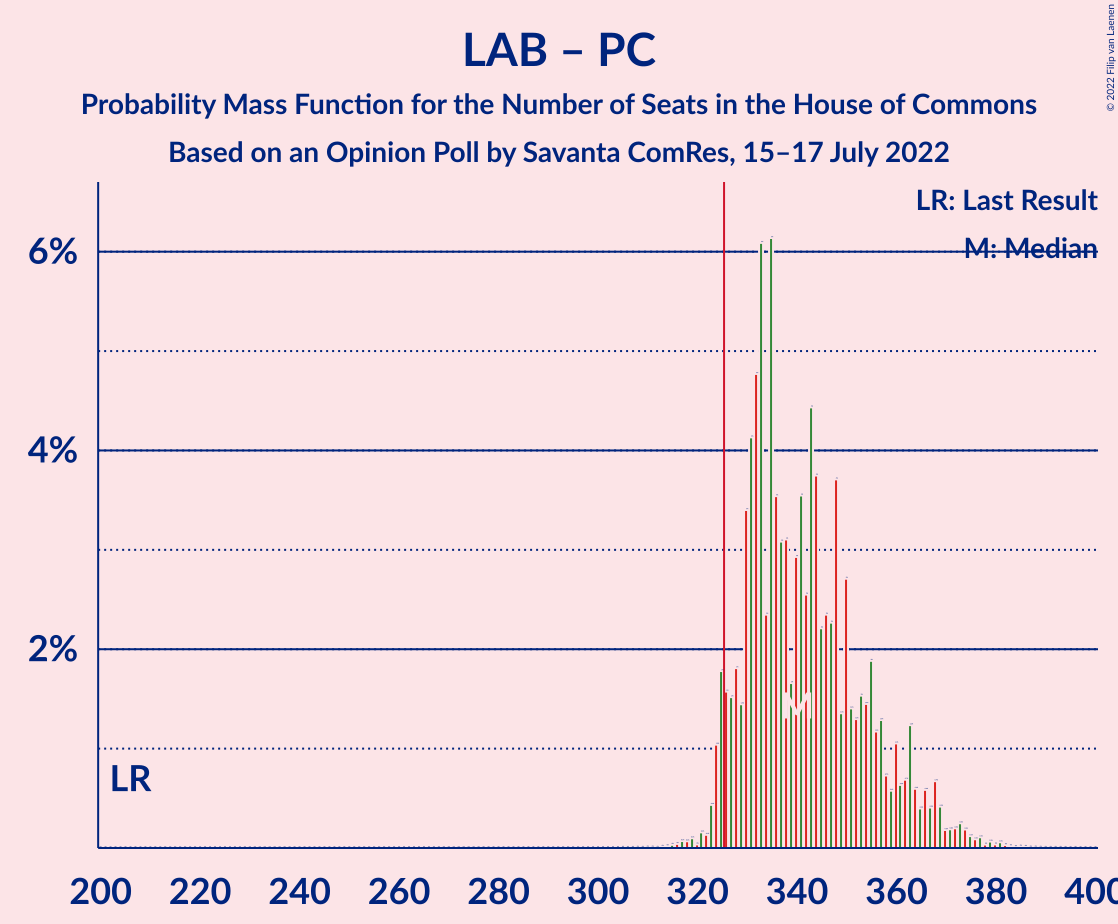 LAB – PC
Probability Mass Function for the Number of Seats in the House of Commons
Based on an Opinion Poll by Savanta ComRes, 15–17 July 2022
© 2022 Filip van Laenen
LR: Last Result
M: Median
6%
4%
2%
LR
M
200 220 240 260 280 300 320 340 360 380 400